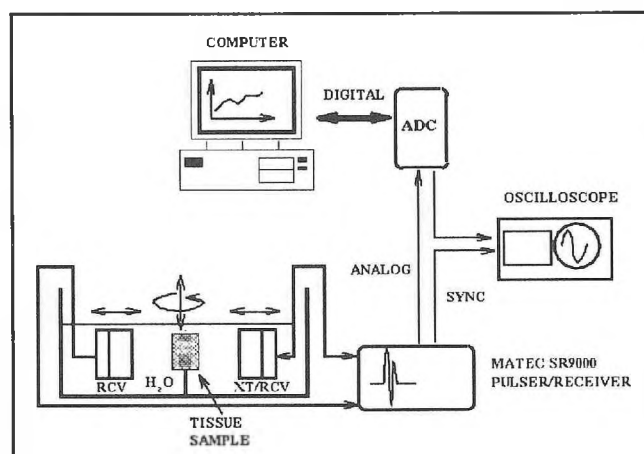 COMPUTER
DIGITAL
ADC
OSCILLOSCOPE
ANALOG
SYNC
RCV
H₂O
XT/RCV
MATEC SR9000
PULSER/RECEIVER
TISSUE
SAMPLE